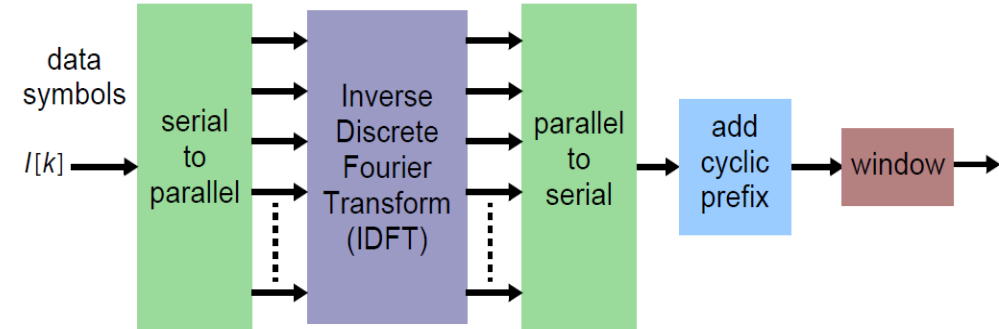 data
symbols
I[k]
serial
to
parallel
Inverse
Discrete
Fourier
Transform
(IDFT)
parallel
to
serial
add
cyclic
prefix
window